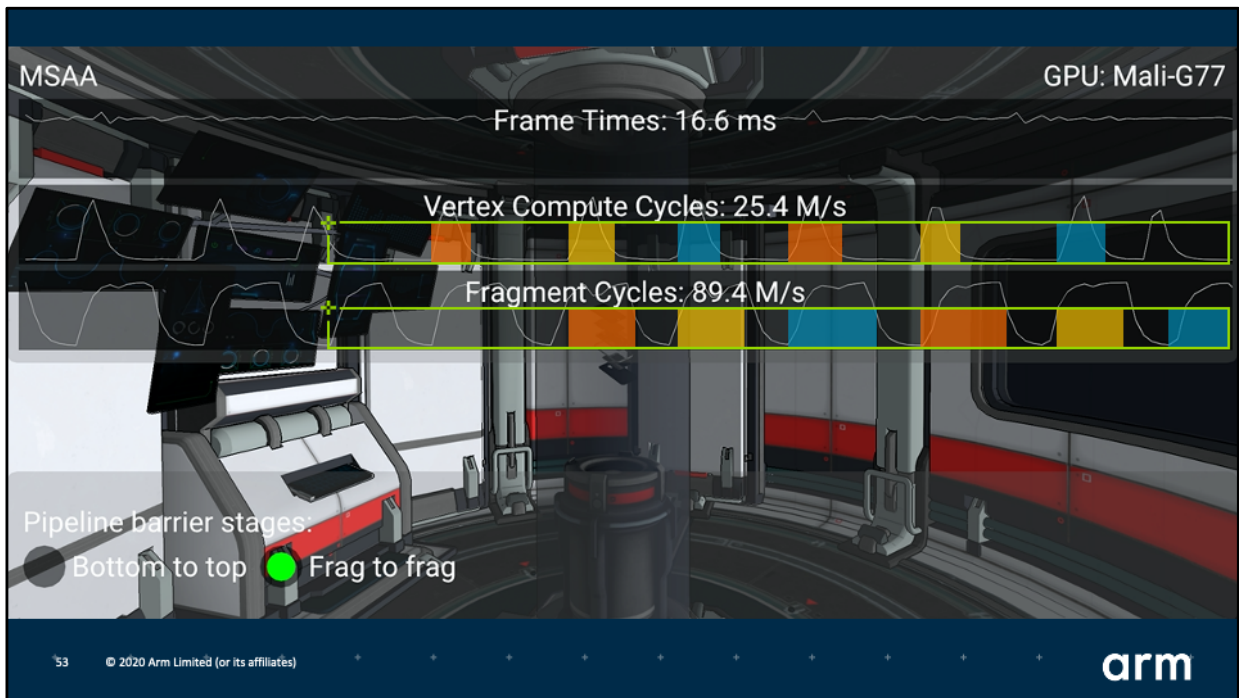 MSAA
GPU: Mali-G77
Frame Times: 16.6 ms
Vertex Compute Cycles: 25.4 M/s
Fragment Cycles: 89.4 M/s
Pipeline barrier stages:
Bottom to top Frag to frag
53 © 2020 Arm Limited (or its affiliates)
arm